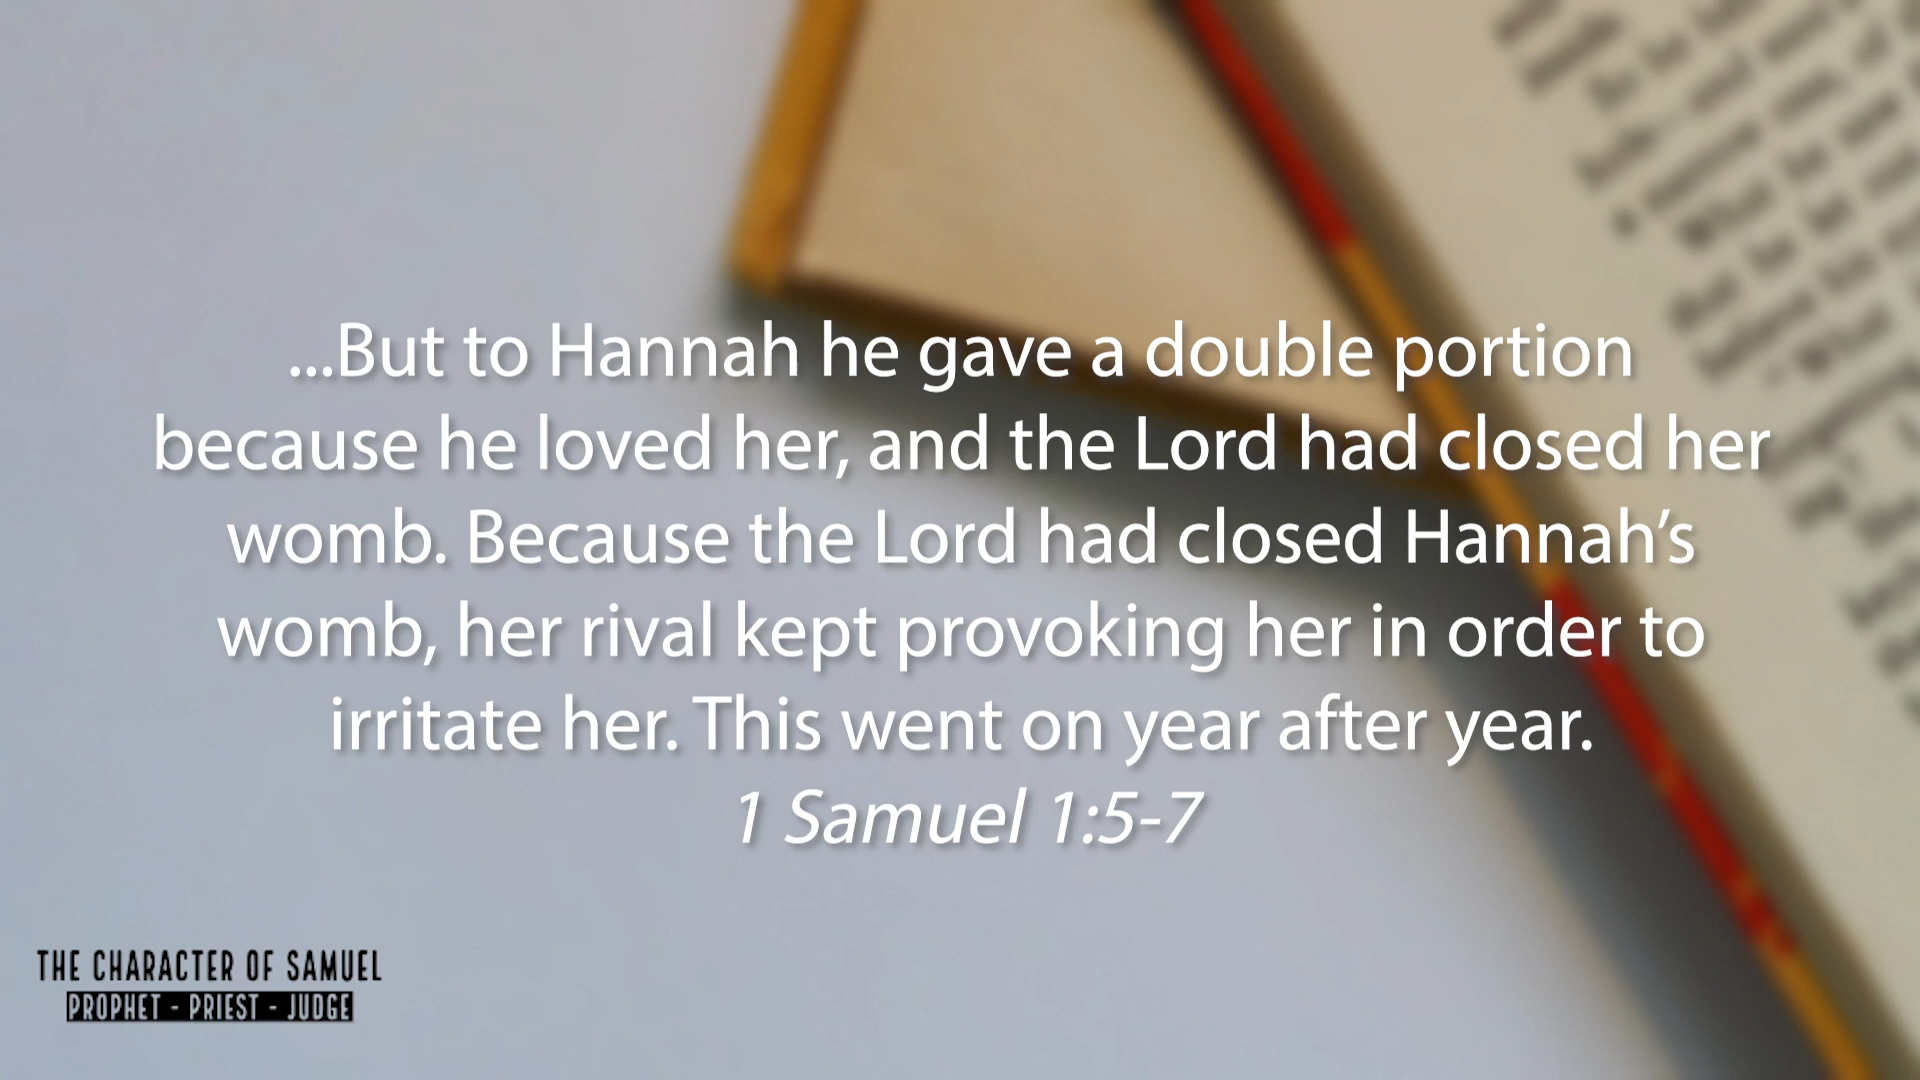 ...But to Hannah he gave a double portion
because he loved her, and the Lord had closed her
womb. Because the Lord had closed Hannah’s
womb, her rival kept provoking her in order to
irritate her. This went on year after year.
1 Samuel 1:5-7
THE CHARACTER OF SAMUEL
PROPHET - PRIEST - JUDGE